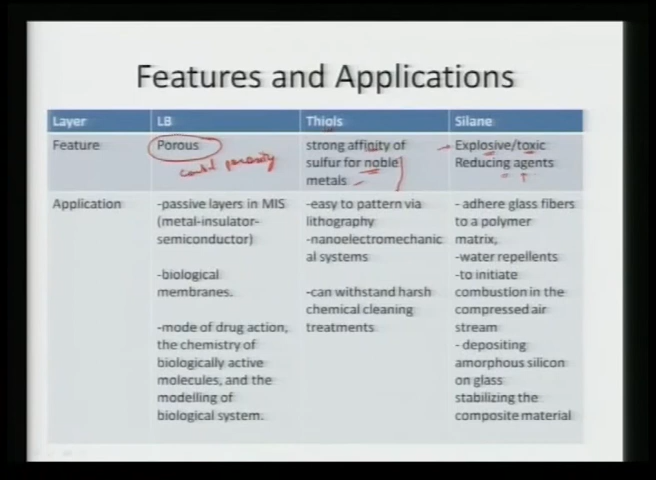 Features and Applications
Layer
LB
Thiols
Silane
Feature
Porous
strong affinity of
sulfur for noble
metals
Explosive/toxic
Reducing agents
porosity
Application
-passive layers in MIS
(metal-insulator-
semiconductor)
-biological
membranes.
-mode of drug action,
the chemistry of
biologically active
molecules, and the
modelling of
biological system.
-easy to pattern via
lithography
-nanoelectromechanic
al systems
-can withstand harsh
chemical cleaning
treatments
- adhere glass fibers
to a polymer
matrix,
-water repellents
-to initiate
combustion in the
compressed air
stream
- depositing
amorphous silicon
on glass
stabilizing the
composite material